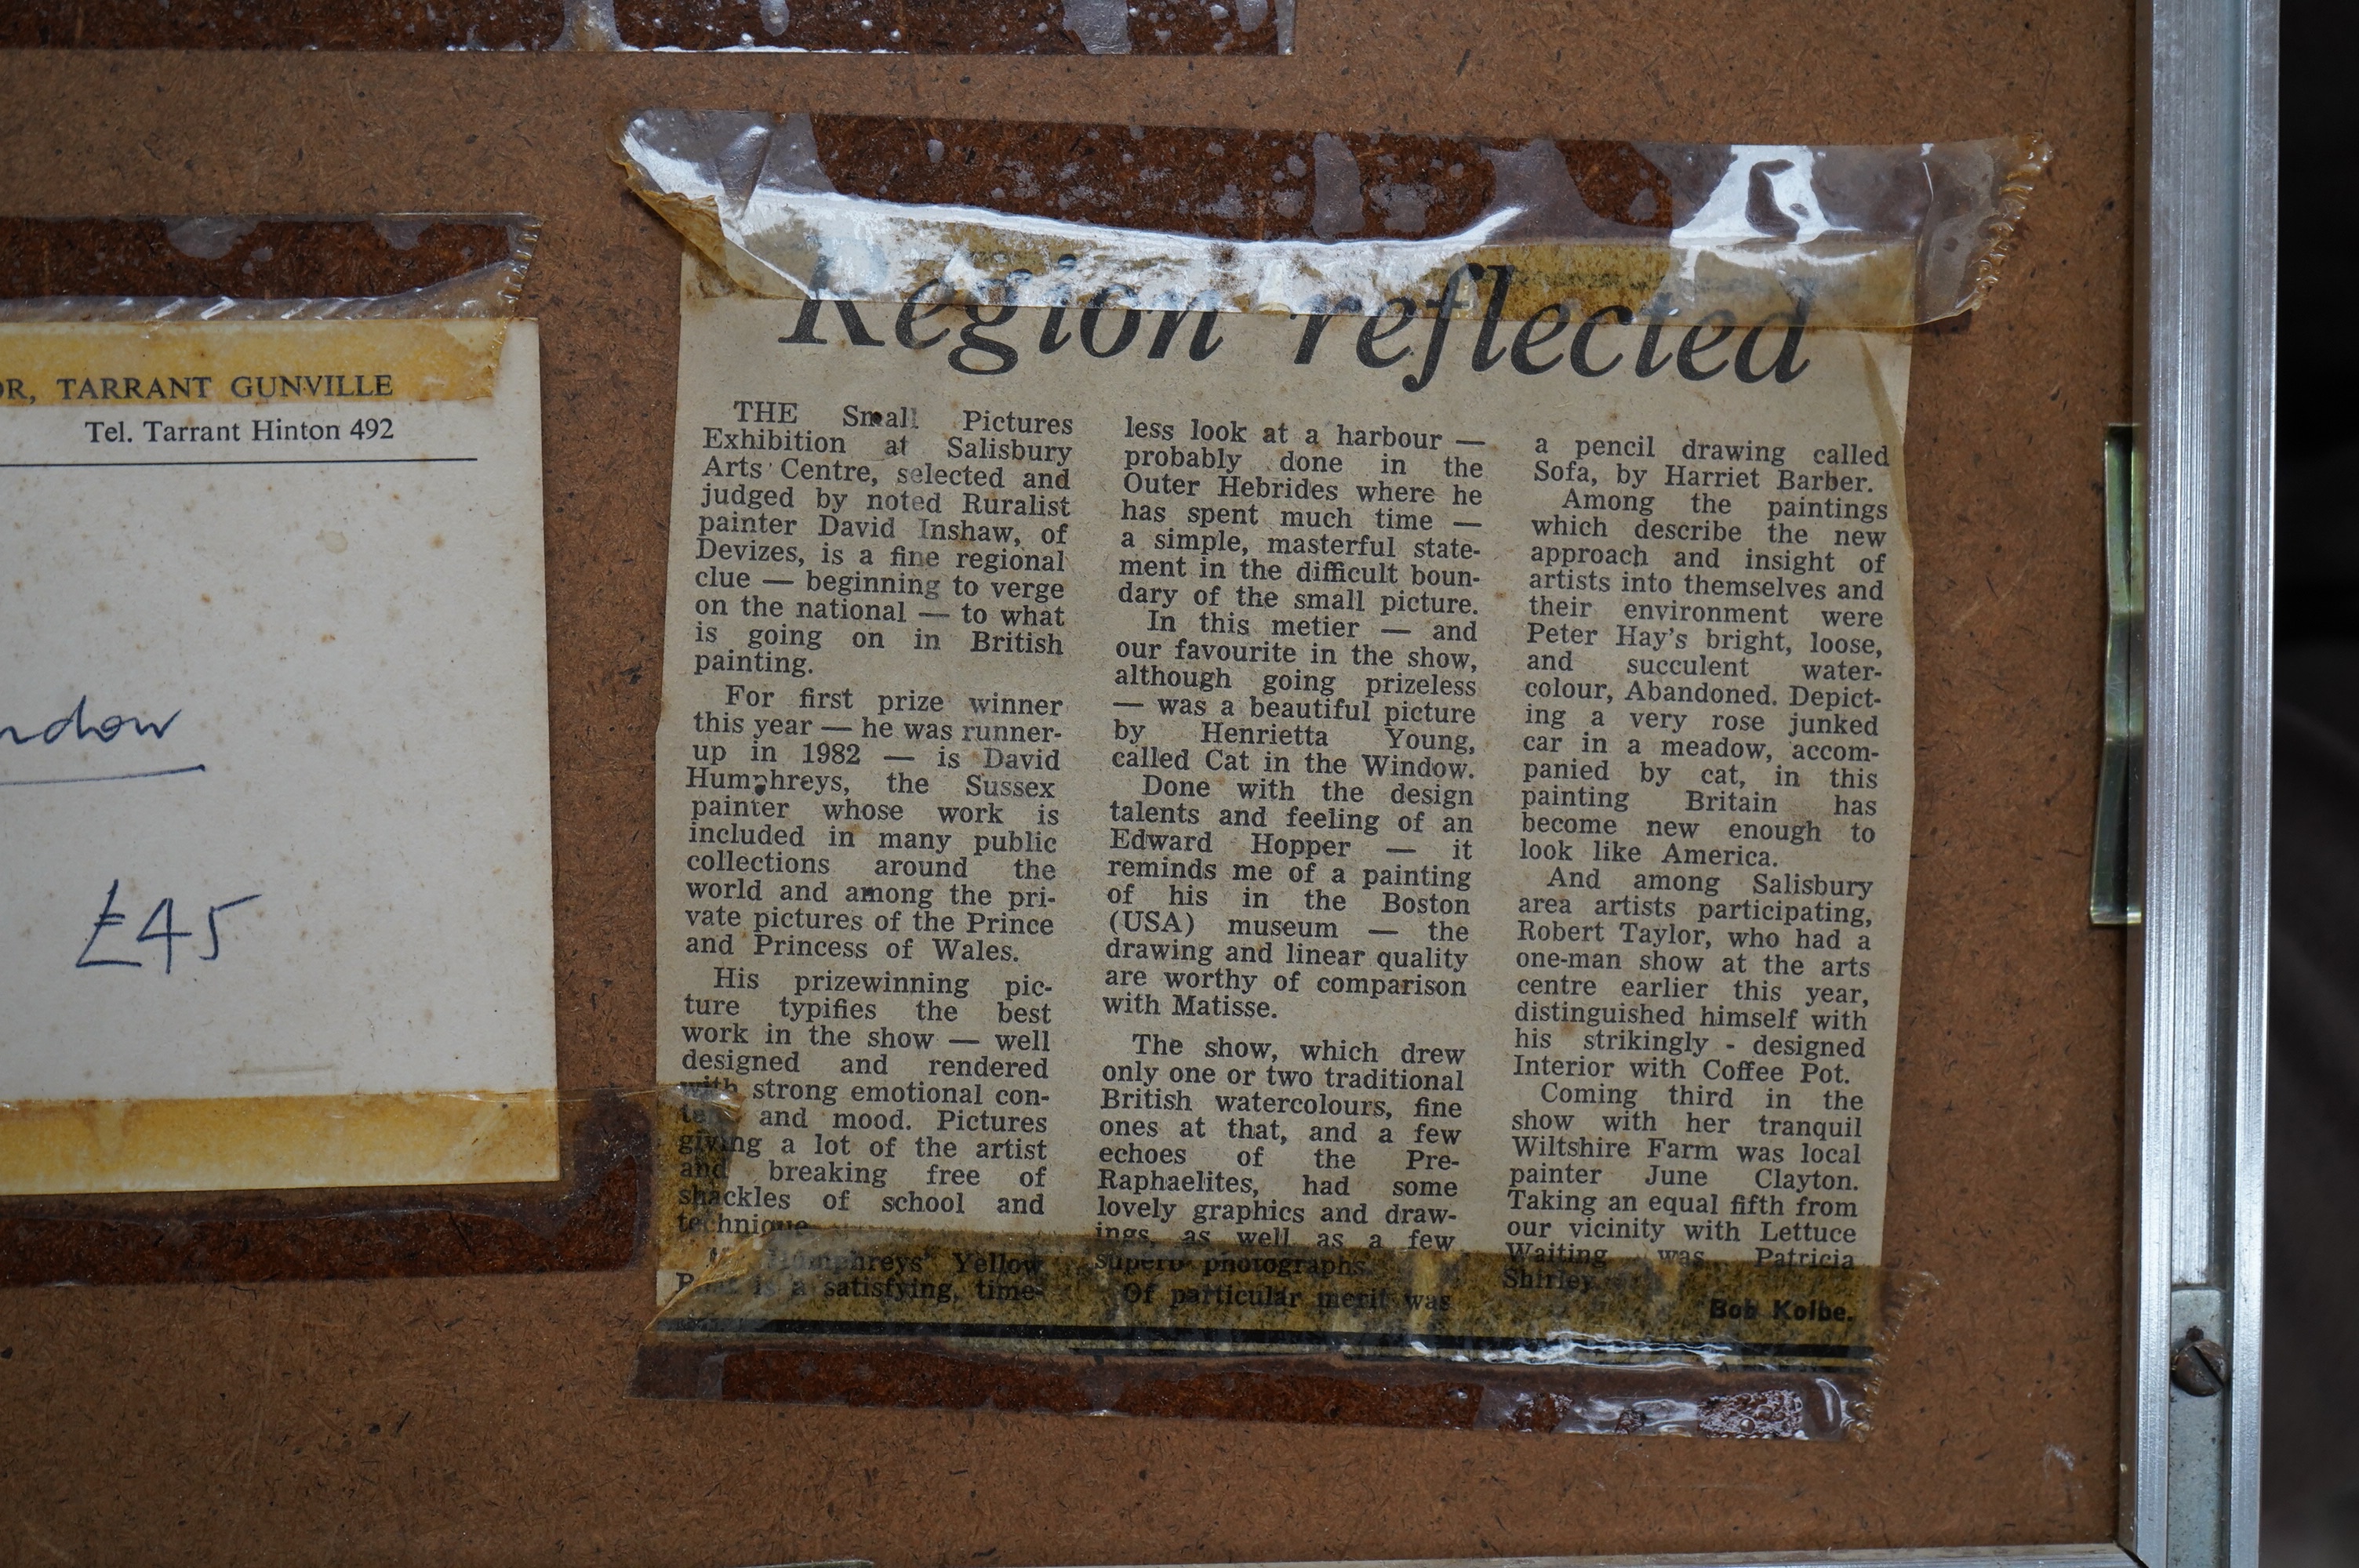 OR, TARRANT GUNVILLE
Tel. Tarrant Hinton 492
ndow
£45
Region reflected
THE Small Pictures
Exhibition at Salisbury
Arts Centre, selected and
judged by noted Ruralist
painter David Inshaw, of
Devizes, is a fine regional
clue — beginning to verge
on the national — to what
is going on in British
painting.
For first prize winner
this year — he was runner-
up in 1982 — is David
Humphreys, the Sussex
painter whose work is
included in many public
collections around the
world and among the pri-
vate pictures of the Prince
and Princess of Wales.
His prizewinning pic-
ture typifies the best
work in the show — well
designed and rendered
with strong emotional con-
and mood. Pictures
giving a lot of the artist
and breaking free of
shackles of school and
technique
Humphreys' Yellow
is a satisfying, time-
less look at a harbour —
probably done in the
Outer Hebrides where he
has spent much time —
a simple, masterful state-
ment in the difficult boun-
dary of the small picture.
In this metier — and
our favourite in the show,
although going prizeless
— was a beautiful picture
by Henrietta Young,
called Cat in the Window.
Done with the design
talents and feeling of an
Edward Hopper — it
reminds me of a painting
of his in the Boston
(USA) museum — the
drawing and linear quality
are worthy of comparison
with Matisse.
The show, which drew
only one or two traditional
British watercolours, fine
ones at that, and a few
echoes of the Pre-
Raphaelites, had some
lovely graphics and draw-
ings, as well as a few
superb photographs.
Of particular merit was
a pencil drawing called
Sofa, by Harriet Barber.
Among the paintings
which describe the new
approach and insight of
artists into themselves and
their environment were
Peter Hay's bright, loose,
and succulent water-
colour, Abandoned. Depict-
ing a very rose junked
car in a meadow, accom-
panied by cat, in this
painting Britain has
become new enough to
look like America.
And among Salisbury
area artists participating,
Robert Taylor, who had a
one-man show at the arts
centre earlier this year,
distinguished himself with
his strikingly - designed
Interior with Coffee Pot.
Coming third in the
show with her tranquil
Wiltshire Farm was local
painter June Clayton.
Taking an equal fifth from
our vicinity with Lettuce
Waiting was Patricia
Shirley.
Bob Kolbe.